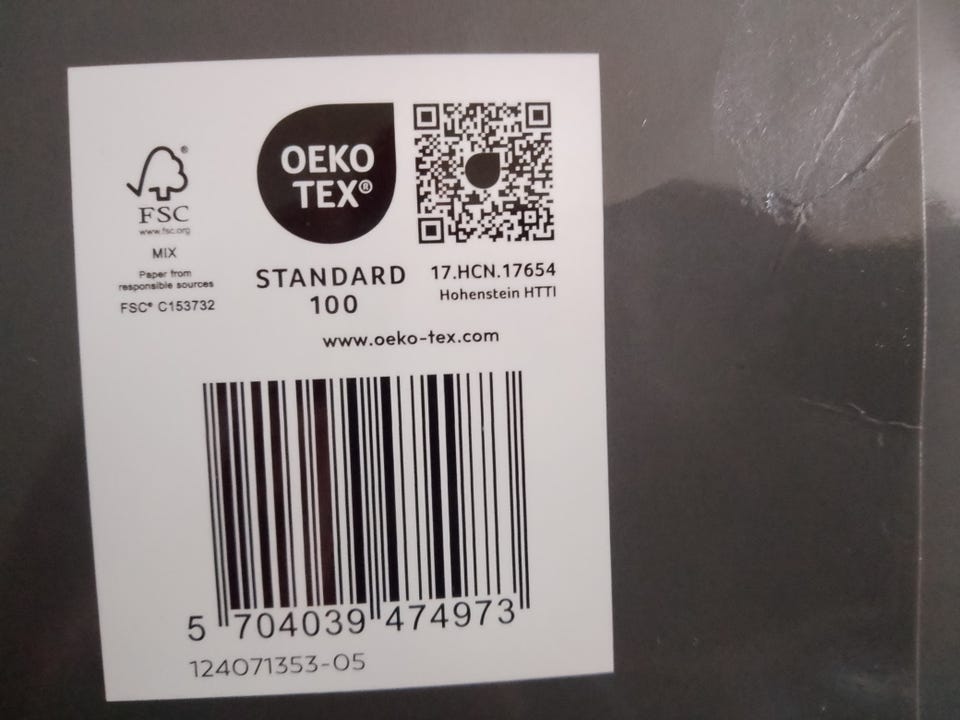 FSC®
www.fsc.org
MIX
Paper from
responsible sources
FSC® C153732
OEKO
TEX®
STANDARD
100
17.HCN.17654
Hohenstein HTTI
www.oeko-tex.com
5 704039 474973
124071353-05